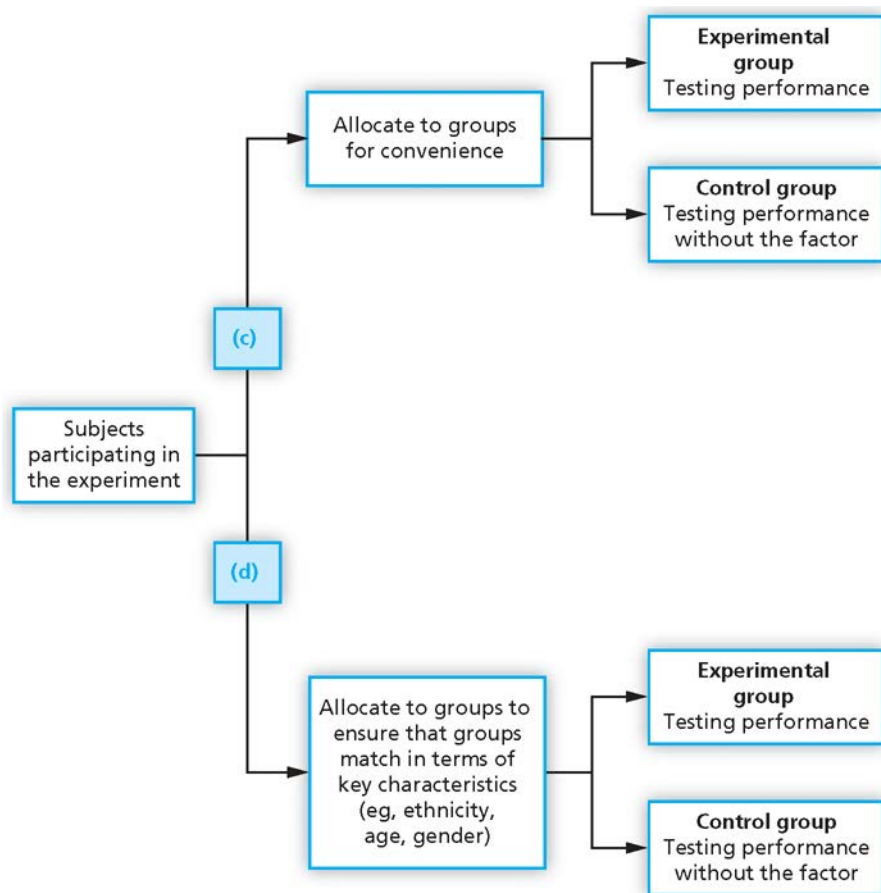 Experimental
group
Testing performance
Allocate to groups
for convenience
Control group
Testing performance
without the factor
(c)
Subjects
participating in
the experiment
(d)
Experimental
group
Testing performance
Allocate to groups to
ensure that groups
match in terms of
key characteristics
(eg, ethnicity,
age, gender)
Control group
Testing performance
without the factor